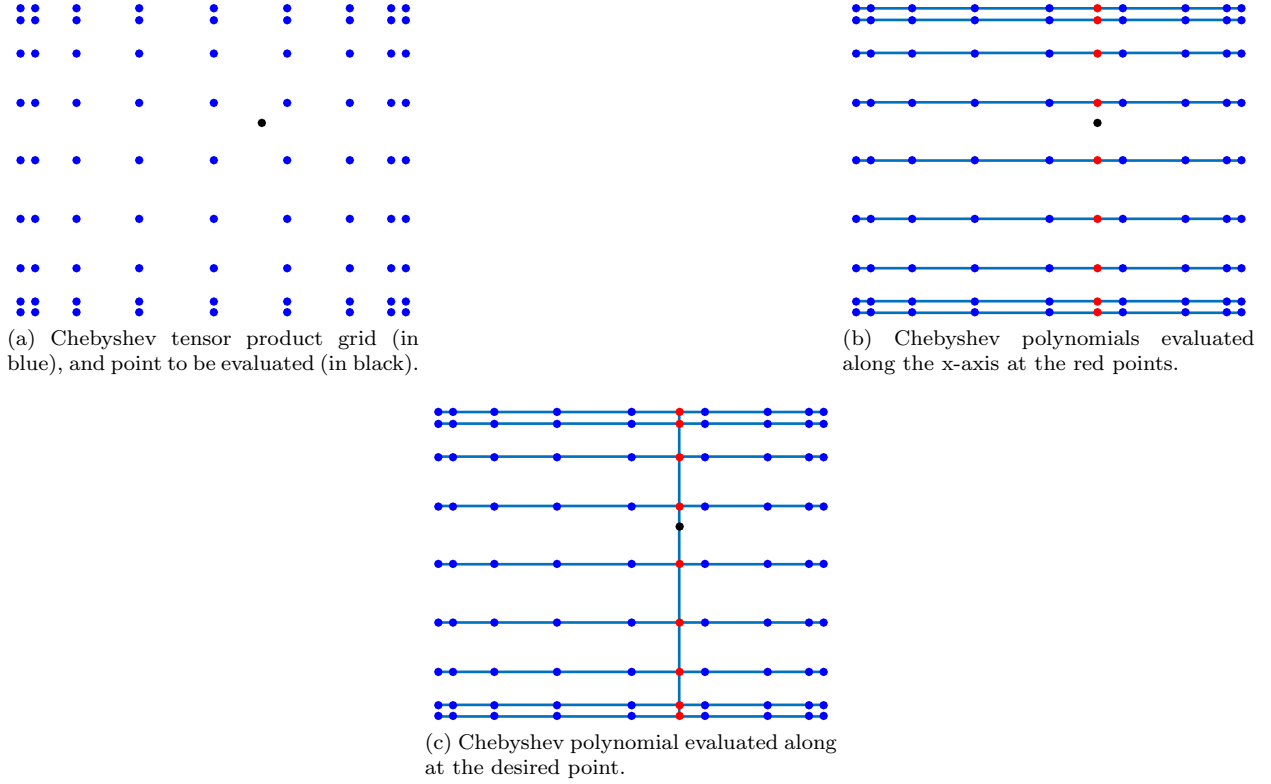 (a) Chebyshev tensor product grid (in
blue), and point to be evaluated (in black).
(b) Chebyshev polynomials evaluated
along the x-axis at the red points.
(c) Chebyshev polynomial evaluated along
at the desired point.